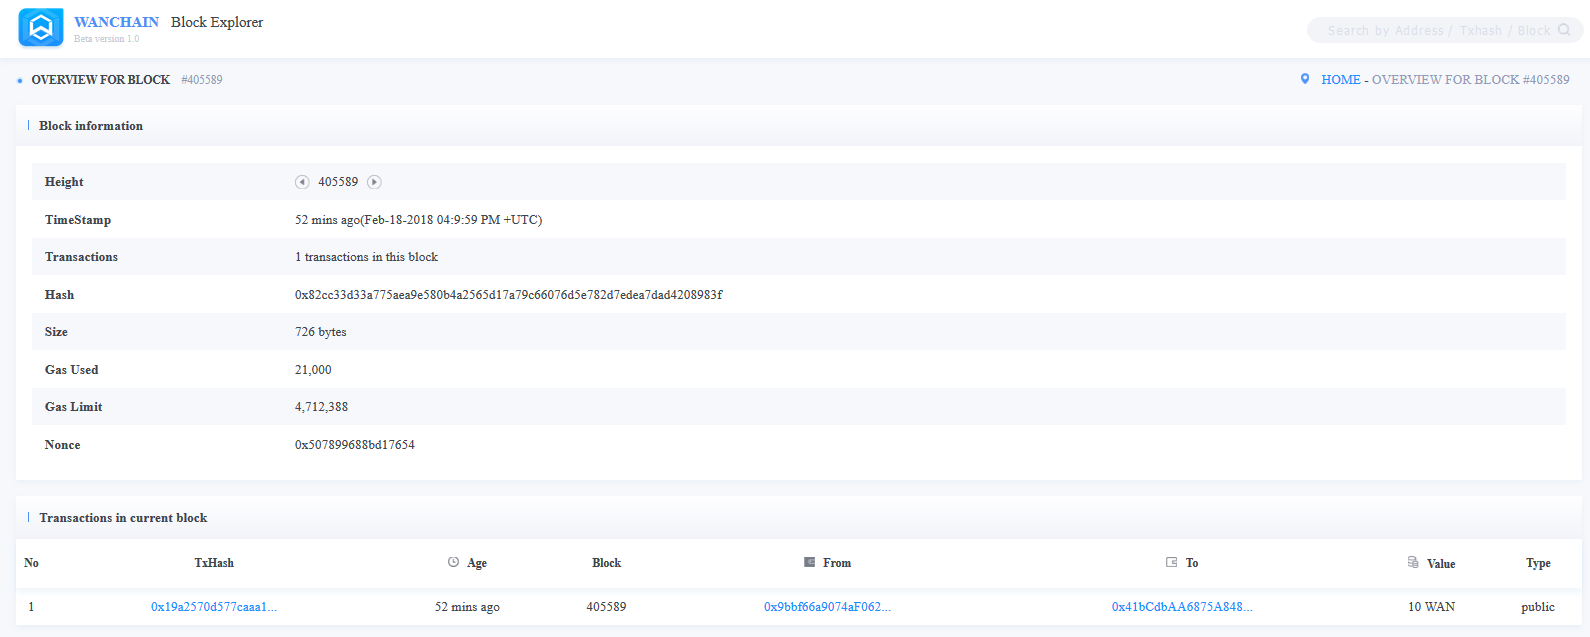 WANCHAIN Block Explorer
Beta version 1.0
Search by Address / Txhash / Block
OVERVIEW FOR BLOCK #405589
HOME - OVERVIEW FOR BLOCK #405589
Block information
Height 405589
TimeStamp 52 mins ago(Feb-18-2018 04:9:59 PM +UTC)
Transactions 1 transactions in this block
Hash 0x82cc33d33a775aea9e580b4a2565d17a79c66076d5e782d7edea7dad4208983f
Size 726 bytes
Gas Used 21,000
Gas Limit 4,712,388
Nonce 0x507899688bd17654
Transactions in current block
No TxHash Age Block From To Value Type
1 0x19a2570d577caaa1... 52 mins ago 405589 0x9bbf66a9074aF062... 0x41bCdbAA6875A848... 10 WAN public